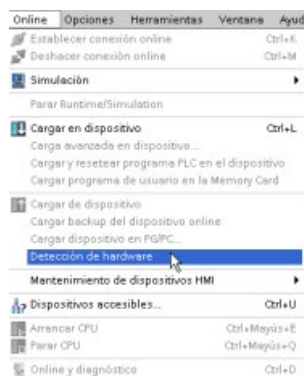 Online Opciones Herramientas Ventana Ayud
Establecer conexión online Ctrl+K
Deshacer conexión online Ctrl+M
Simulación
Parar Runtime/Simulation
Cargar en dispositivo Ctrl+L
Carga avanzada en dispositivo...
Cargar y resetear programa PLC en el dispositivo
Cargar programa de usuario en la Memory Card
Cargar de dispositivo
Cargar backup del dispositivo online
Cargar dispositivo en PG/PC...
Detección de hardware
Mantenimiento de dispositivos HMI
Dispositivos accesibles... Ctrl+U
Arrancar CPU Ctrl+Mayús+E
Parar CPU Ctrl+Mayús+Q
Online y diagnóstico Ctrl+D